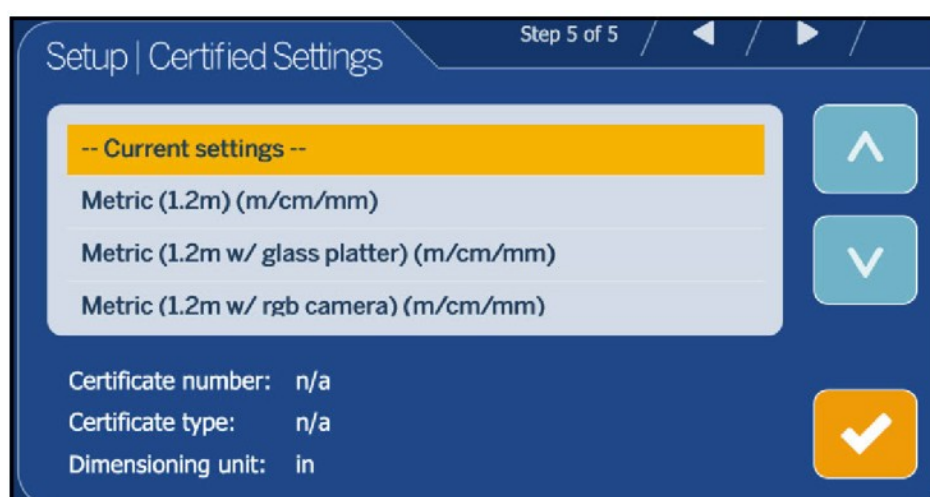 Setup | Certified Settings
Step 5 of 5
-- Current settings --
Metric (1.2m) (m/cm/mm)
Metric (1.2m w/ glass platter) (m/cm/mm)
Metric (1.2m w/ rgb camera) (m/cm/mm)
Certificate number: n/a
Certificate type: n/a
Dimensioning unit: in